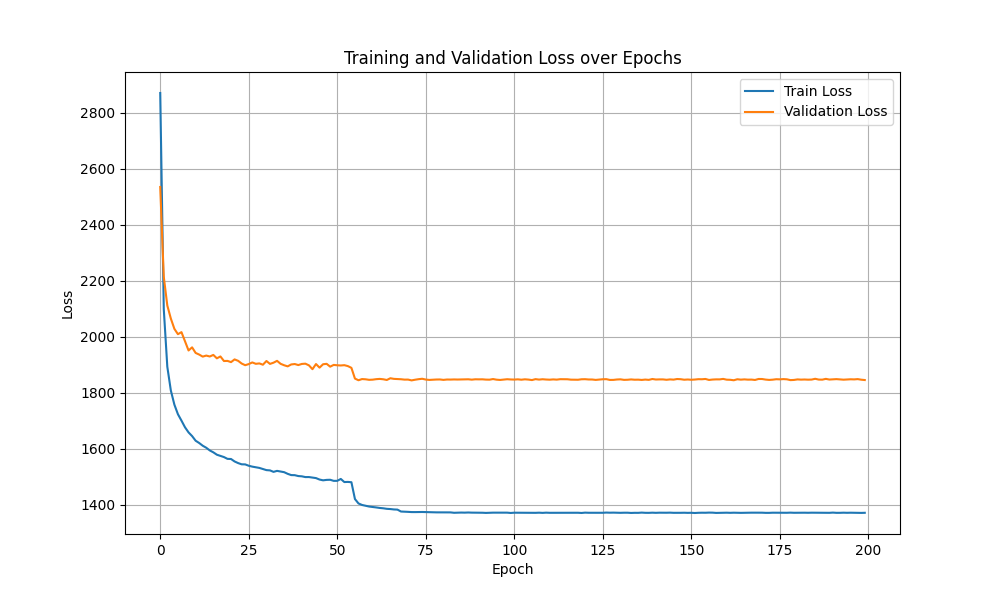 Training and Validation Loss over Epochs
Train Loss
Validation Loss
2800
2600
2400
2200
2000
1800
1600
1400
Loss
0 25 50 75 100 125 150 175 200
Epoch